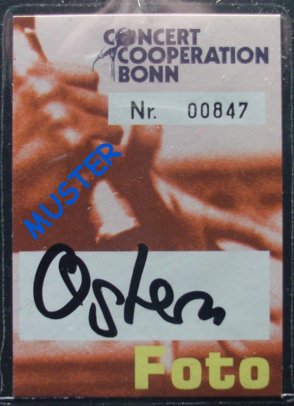 CONCERT
COOPERATION
BONN
Nr. 00847
MUSTER
Ostern
Foto